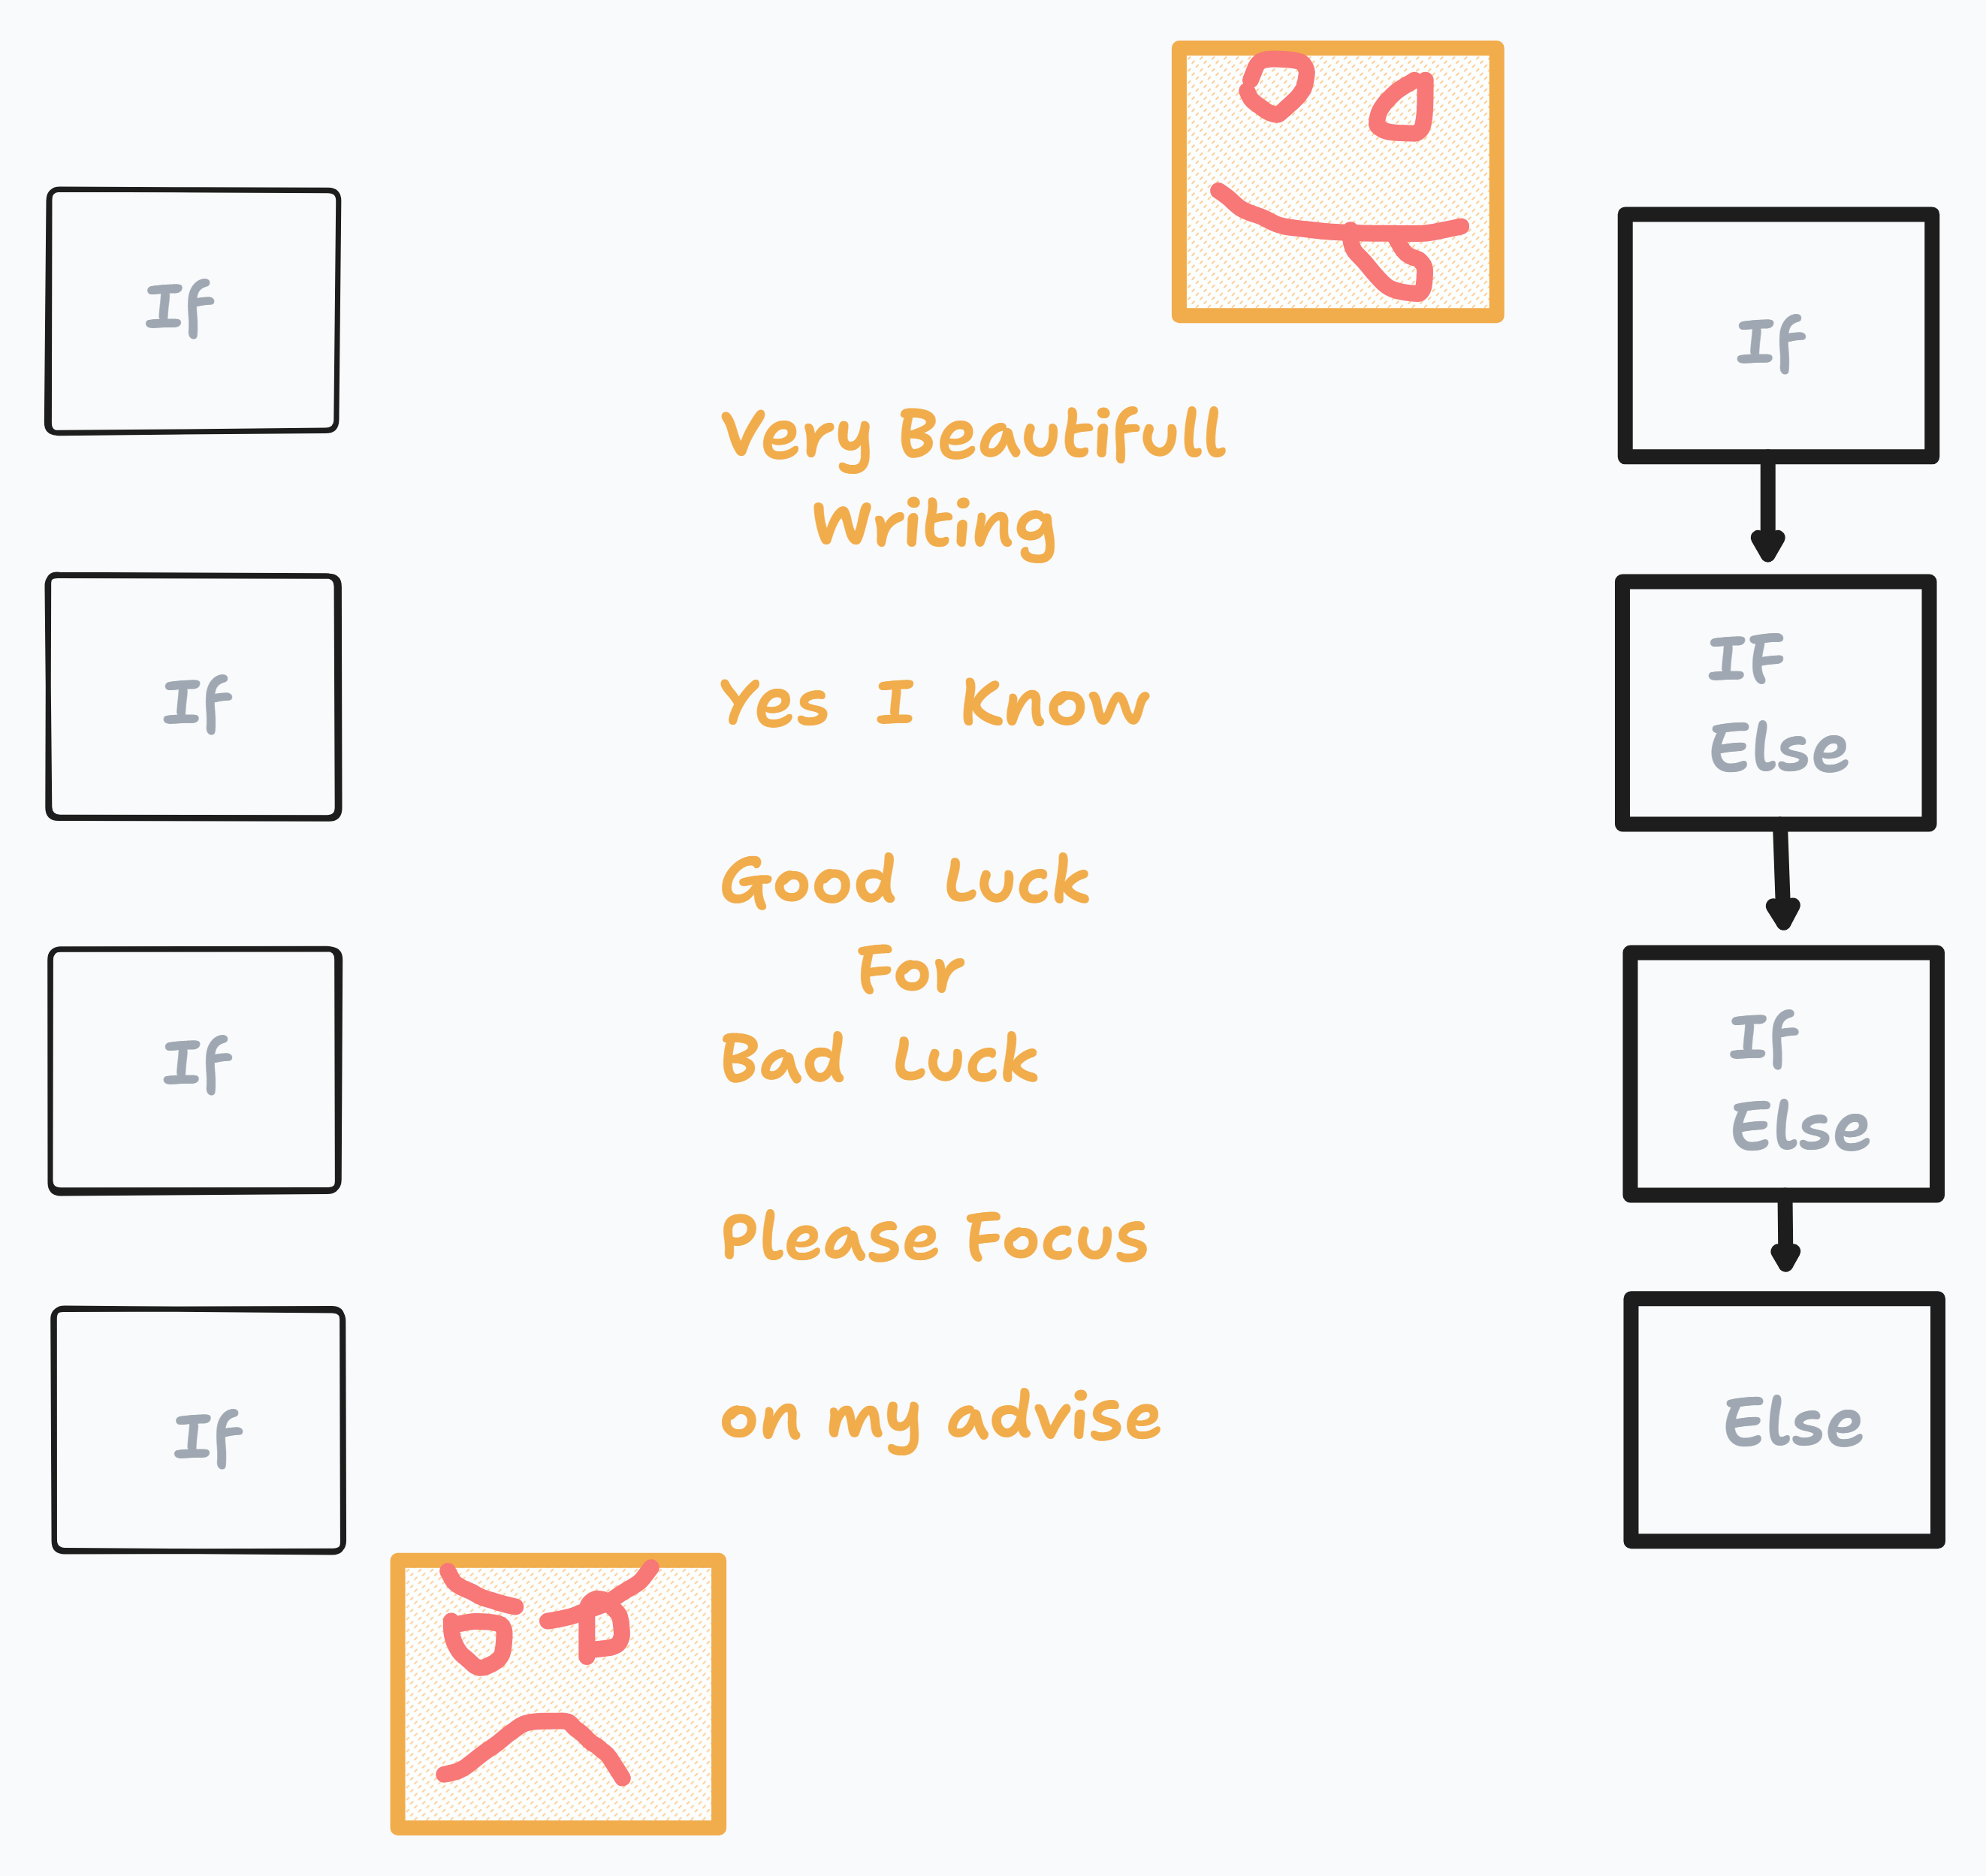 If
If
If
If
Very Beautifull
Writing
Yes I Know
Good Luck
For
Bad Luck
Please Focus
on my advise
If
IF
Else
If
Else
Else